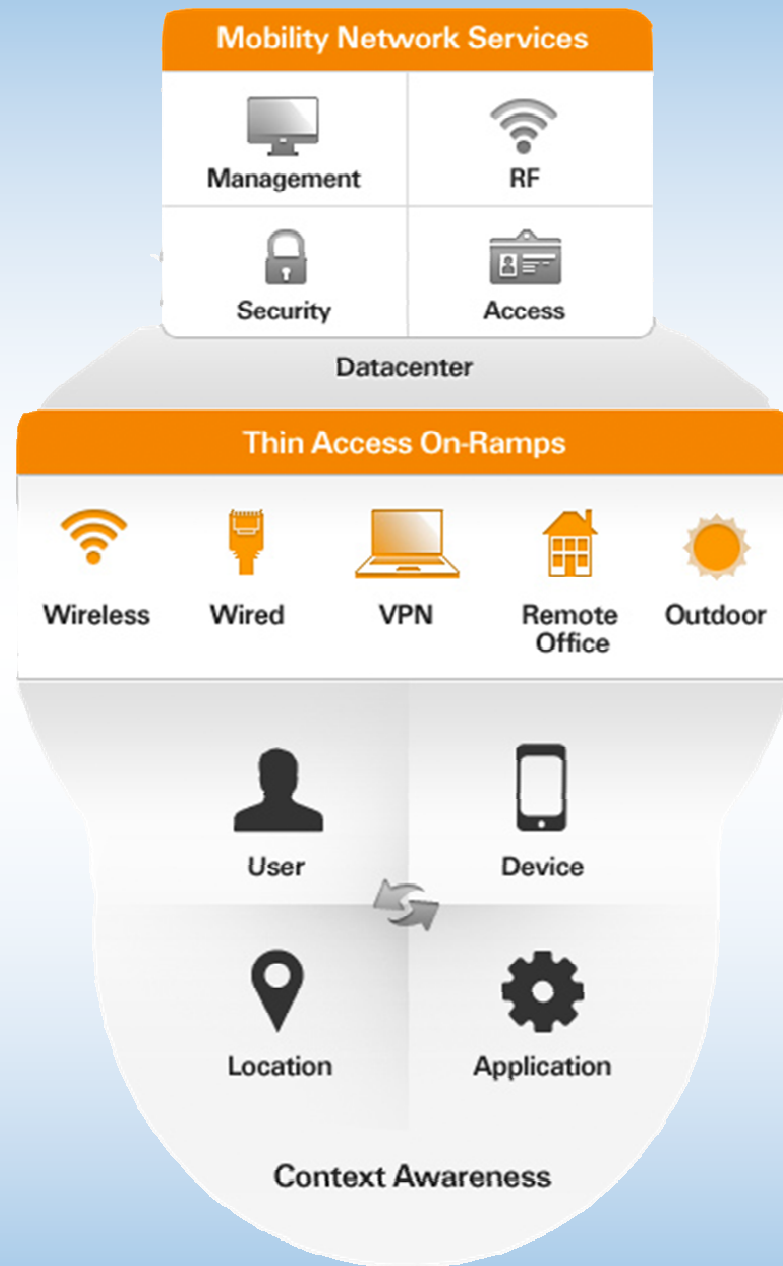 Mobility Network Services
Management
RF
Security
Access
Datacenter
Thin Access On-Ramps
Wireless
Wired
VPN
Remote
Office
Outdoor
User
Device
Location
Application
Context Awareness